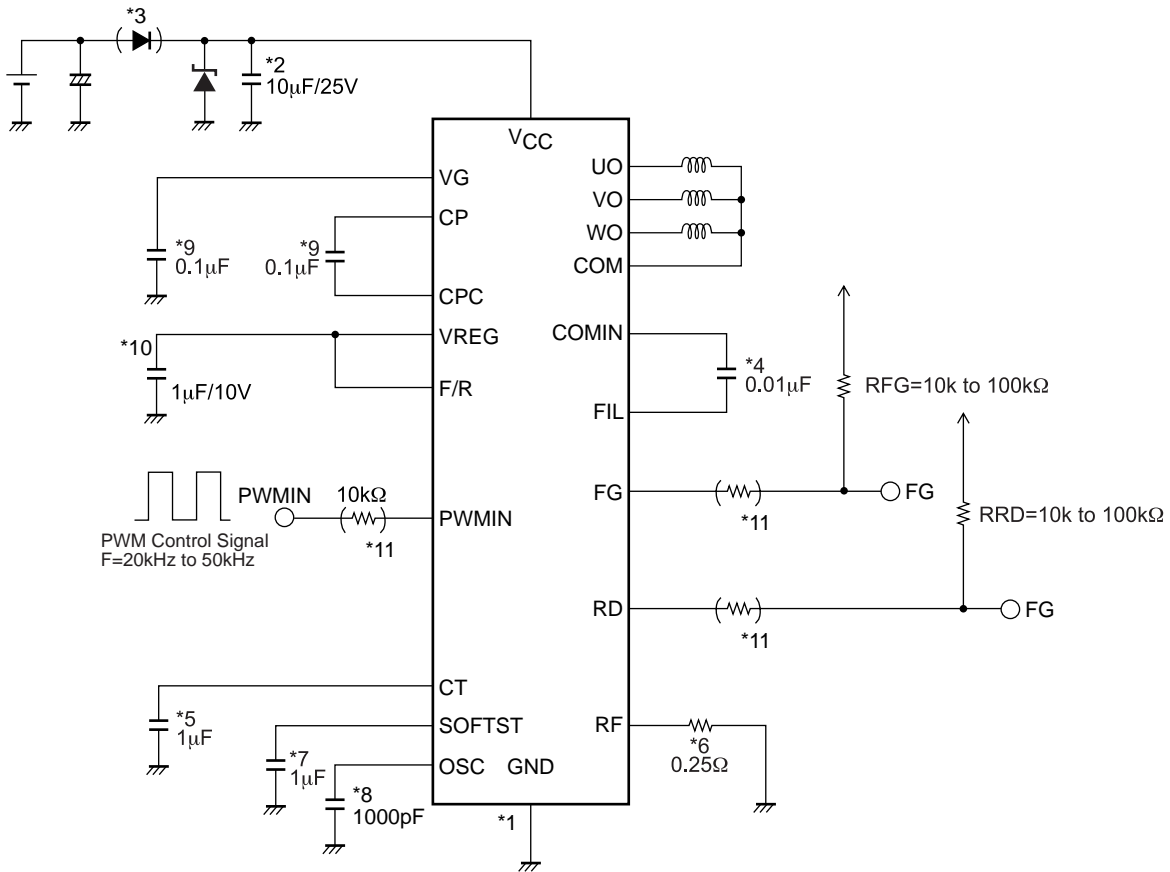 *3
*2
10μF/25V
VCC
VG
CP
CPC
VREG
F/R
PWMIN
CT
SOFTST
OSC
GND
UO
VO
WO
COM
COMIN
FIL
FG
RD
RF
*9
0.1μF
*9
0.1μF
*10
1μF/10V
*4
0.01μF
RFG=10k to 100kΩ
PWMIN
10kΩ
*11
PWM Control Signal
F=20kHz to 50kHz
*11
FG
RRD=10k to 100kΩ
*11
FG
*5
1μF
*7
1μF
*8
1000pF
*6
0.25Ω
*1